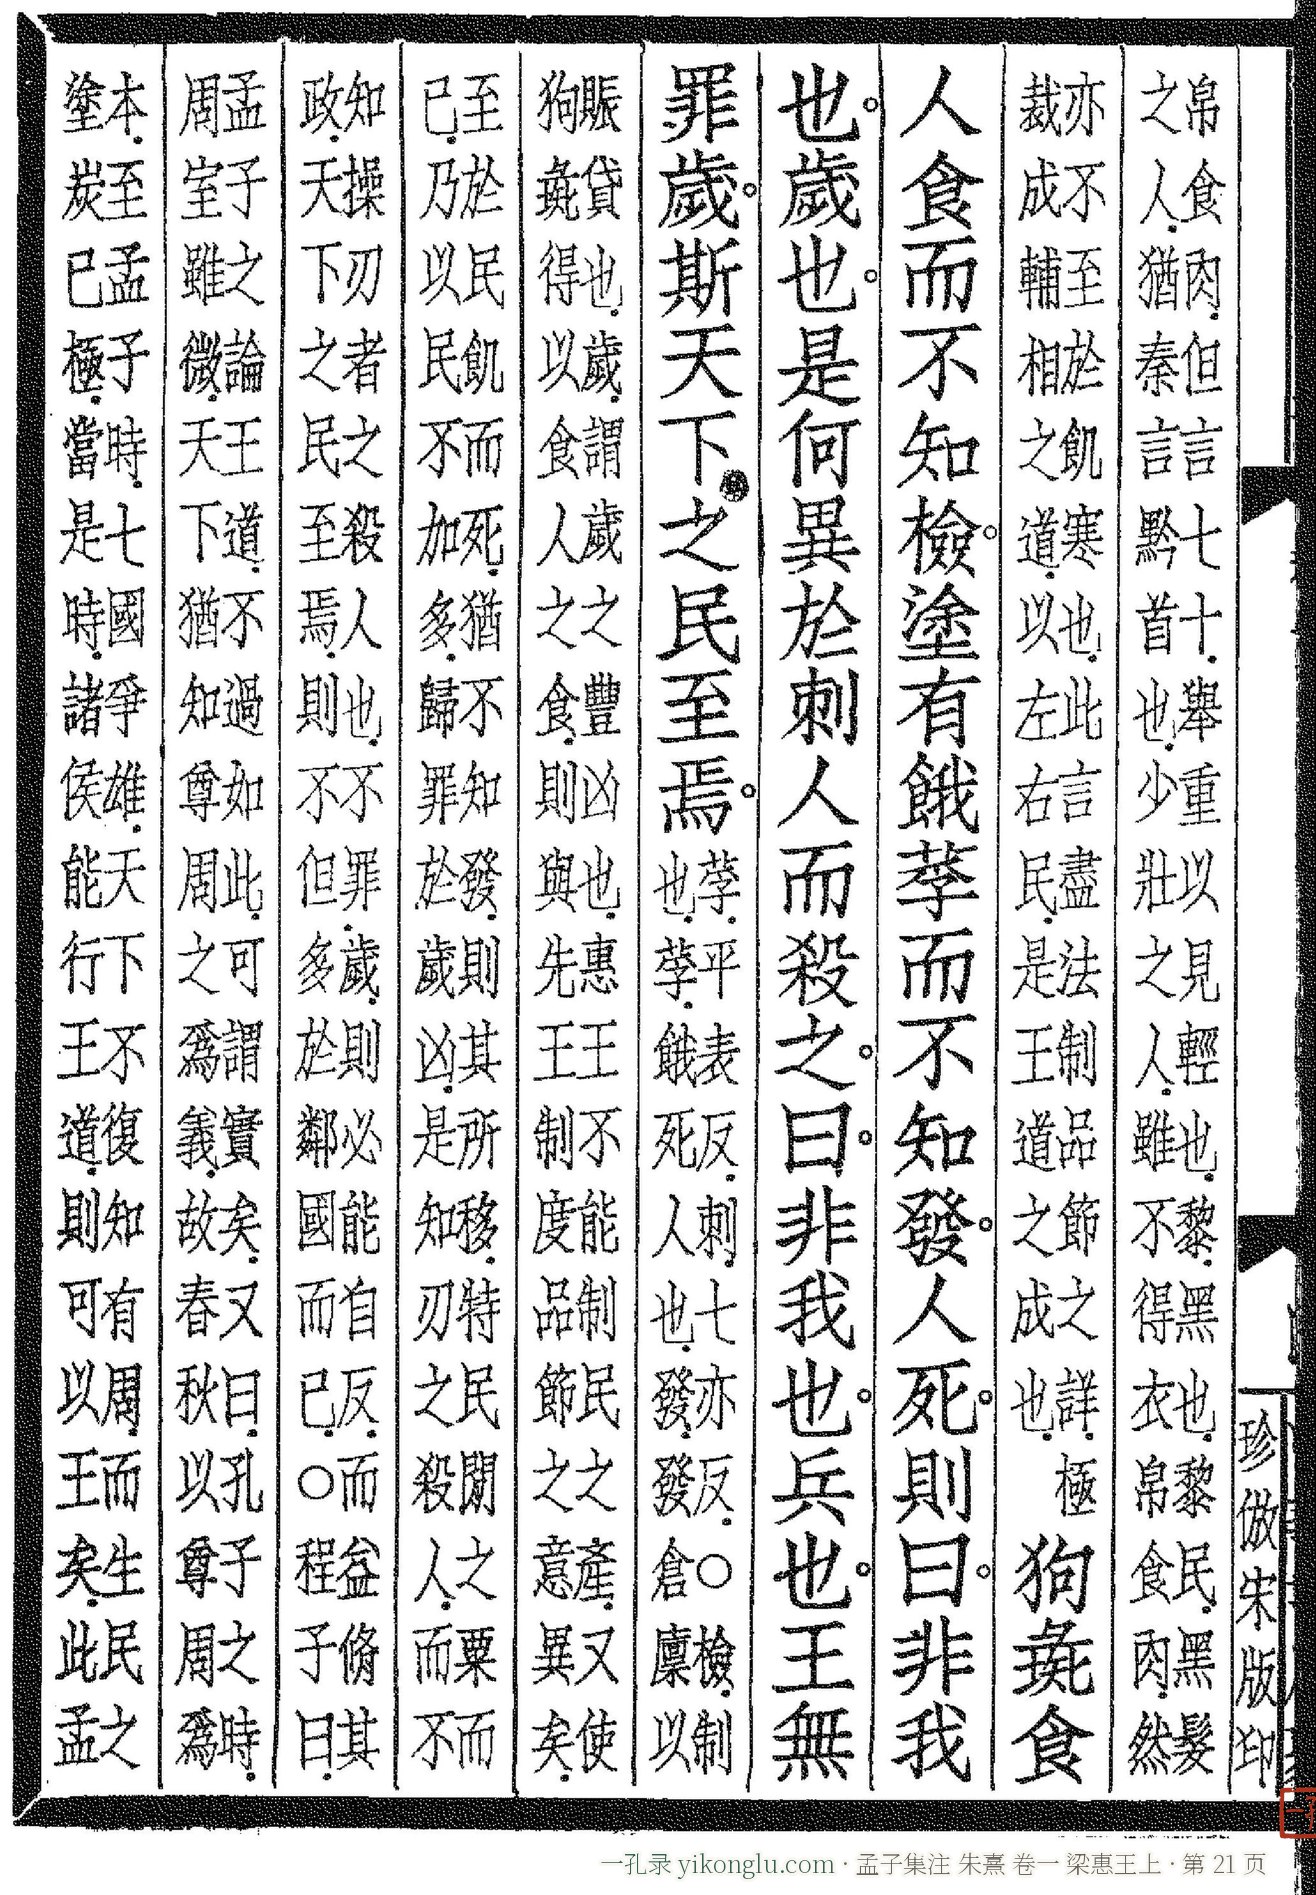 珍倣宋版印
帛食肉但言七十舉重以見輕也黎黑也黎民黑髮
之人猶秦言黔首也少壯之人雖不得衣帛食肉然
亦不至於飢寒也此言盡法制品節之詳極
裁成輔相之道以左右民是王道之成也
狗彘食
人食而不知檢塗有餓莩而不知發人死則曰非我
也歲也是何異於刺人而殺之曰非我也兵也王無
罪歲斯天下之民至焉
莩平表反刺七亦反○檢制
也莩餓死人也發發倉廩以
賑貸也歲謂歲之豐凶也惠王不能制民之產又使
狗彘得以食人之食則與先王制度品節之意異矣
至於民飢而死猶不知發則其所移特民閒之粟而
已乃以民不加多歸罪於歲凶是知刃之殺人而不
知操刃者之殺人也不罪歲則必能自反而益脩其
政天下之民至焉則不但多於鄰國而已○程子曰
孟子之論王道不過如此可謂實矣又曰孔子之時
周室雖微天下猶知尊周之爲義故春秋以尊周爲
本至孟子時七國爭雄天下不復知有周而生民之
塗炭已極當是時諸侯能行王道則可以王矣此孟
一孔录 yikonglu.com · 孟子集注 朱熹 卷一 梁惠王上 · 第 21 页